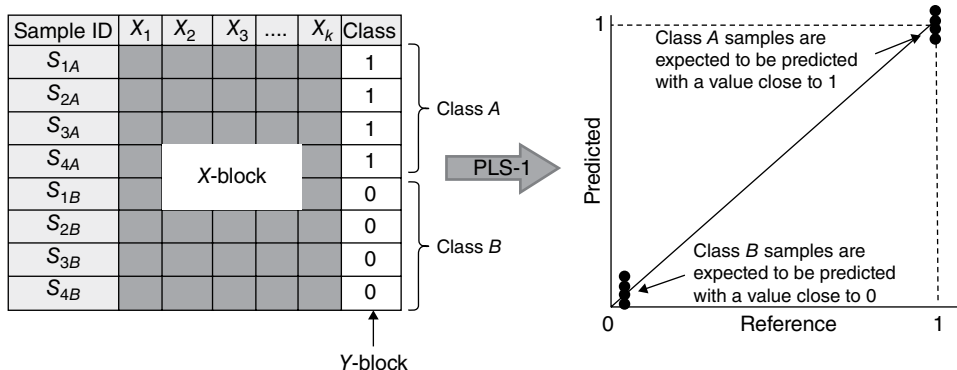 Sample ID X1 X2 X3 .... Xk Class
S1A 1
S2A 1
S3A 1
S4A 1
S1B 0
S2B 0
S3B 0
S4B 0
X-block
Class A
Class B
Y-block
PLS-1
1
Class A samples are
expected to be predicted
with a value close to 1
Predicted
Class B samples are
expected to be predicted
with a value close to 0
0 Reference 1